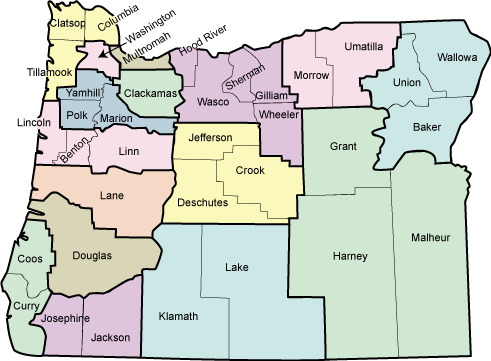 Clatsop
Columbia
Washington
Multnomah
Hood River
Tillamook
Yamhill
Clackamas
Wasco
Sherman
Gilliam
Morrow
Umatilla
Union
Wallowa
Lincoln
Polk
Marion
Wheeler
Baker
Benton
Linn
Jefferson
Grant
Crook
Lane
Deschutes
Malheur
Coos
Douglas
Lake
Harney
Curry
Klamath
Josephine
Jackson